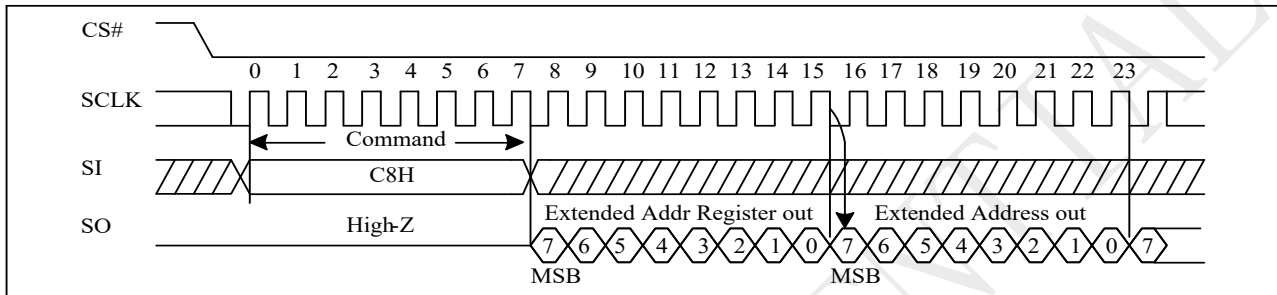 CS#
0 1 2 3 4 5 6 7 8 9 10 11 12 13 14 15 16 17 18 19 20 21 22 23
SCLK
Command
SI
C8H
Extended Addr Register out Extended Address out
SO
High-Z
7 6 5 4 3 2 1 0 7 6 5 4 3 2 1 0 7
MSB MSB